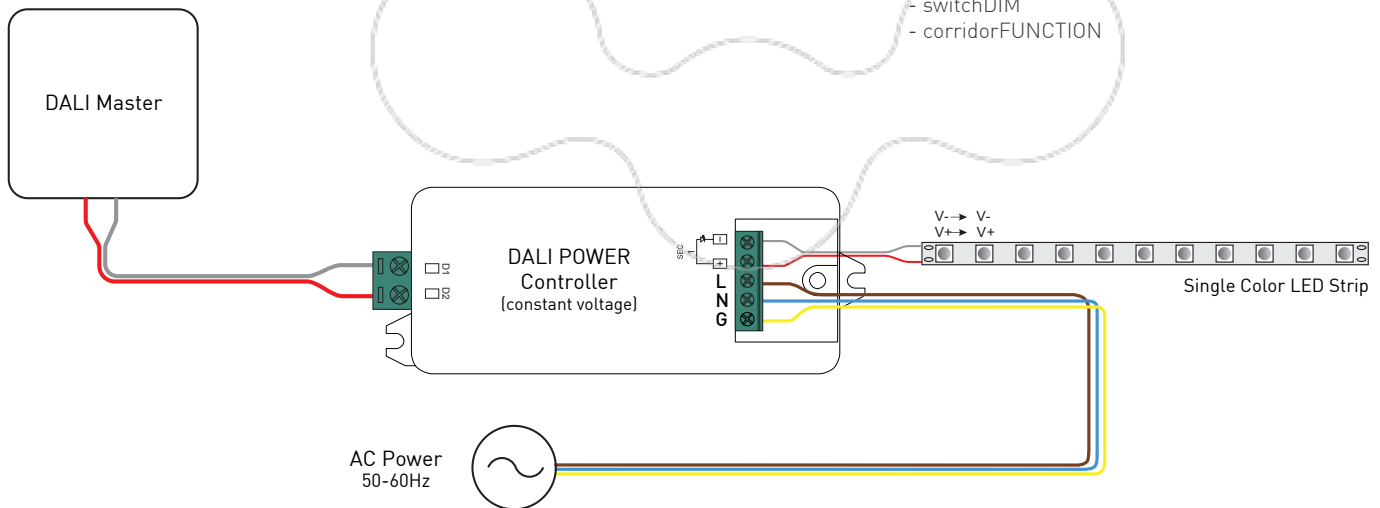 - switchDIM
- corridorFUNCTION
DALI Master
DALI POWER
Controller
(constant voltage)
D1
D2
SEC
1
-
+
L
N
G
V- V-
V+ V+
Single Color LED Strip
AC Power
50-60Hz